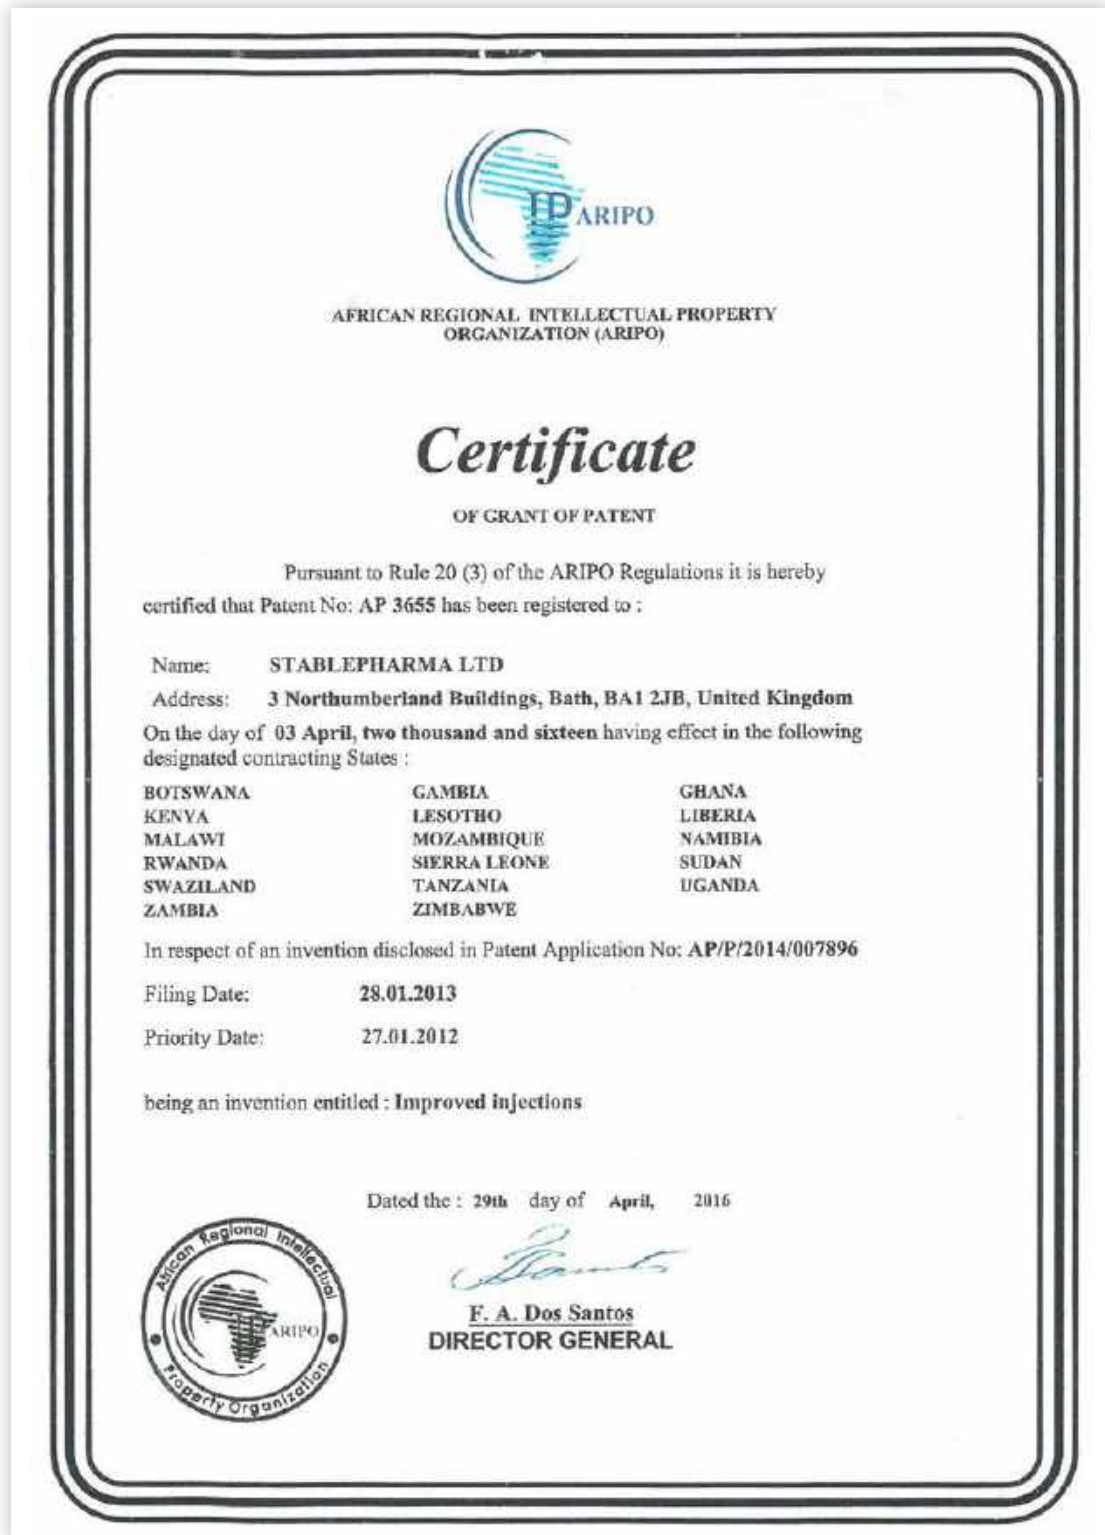 IP ARIPO
AFRICAN REGIONAL INTELLECTUAL PROPERTY
ORGANIZATION (ARIPO)
Certificate
OF GRANT OF PATENT
Pursuant to Rule 20 (3) of the ARIPO Regulations it is hereby
certified that Patent No: AP 3655 has been registered to :
Name: STABLEPHARMA LTD
Address: 3 Northumberland Buildings, Bath, BA1 2JB, United Kingdom
On the day of 03 April, two thousand and sixteen having effect in the following
designated contracting States :
BOTSWANA GAMBIA GHANA
KENYA LESOTHO LIBERIA
MALAWI MOZAMBIQUE NAMIBIA
RWANDA SIERRA LEONE SUDAN
SWAZILAND TANZANIA UGANDA
ZAMBIA ZIMBABWE
In respect of an invention disclosed in Patent Application No: AP/P/2014/007896
Filing Date: 28.01.2013
Priority Date: 27.01.2012
being an invention entitled : Improved injections
Dated the : 29th day of April, 2016
F. A. Dos Santos
DIRECTOR GENERAL
African Regional Intellectual
ARIPO
Property Organization